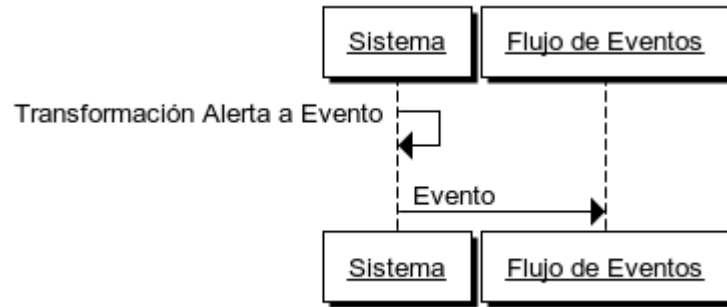 Sistema
Flujo de Eventos
Transformación Alerta a Evento
Evento
Sistema
Flujo de Eventos